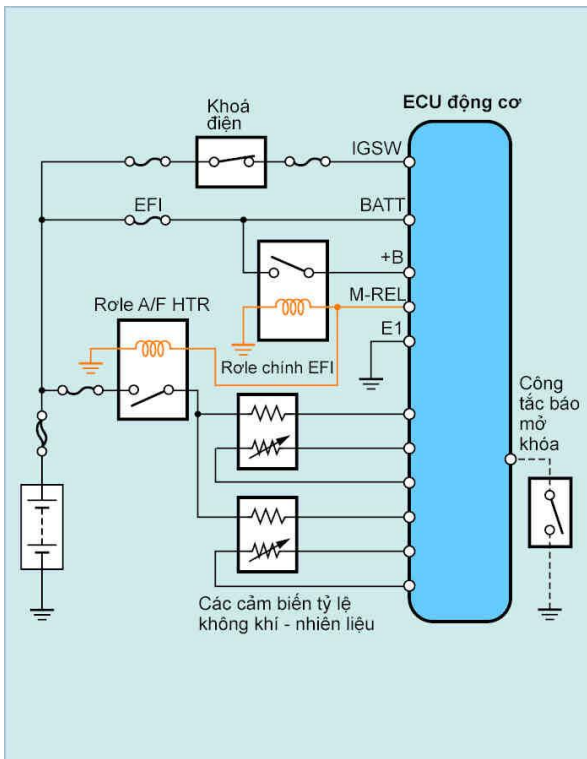 ECU động cơ
Khoá
điện
IGSW
EFI
BATT
+B
Rơle A/F HTR
M-REL
Rơle chính EFI
E1
Công
tắc báo
mở
khóa
Các cảm biến tỷ lệ
không khí - nhiên liệu